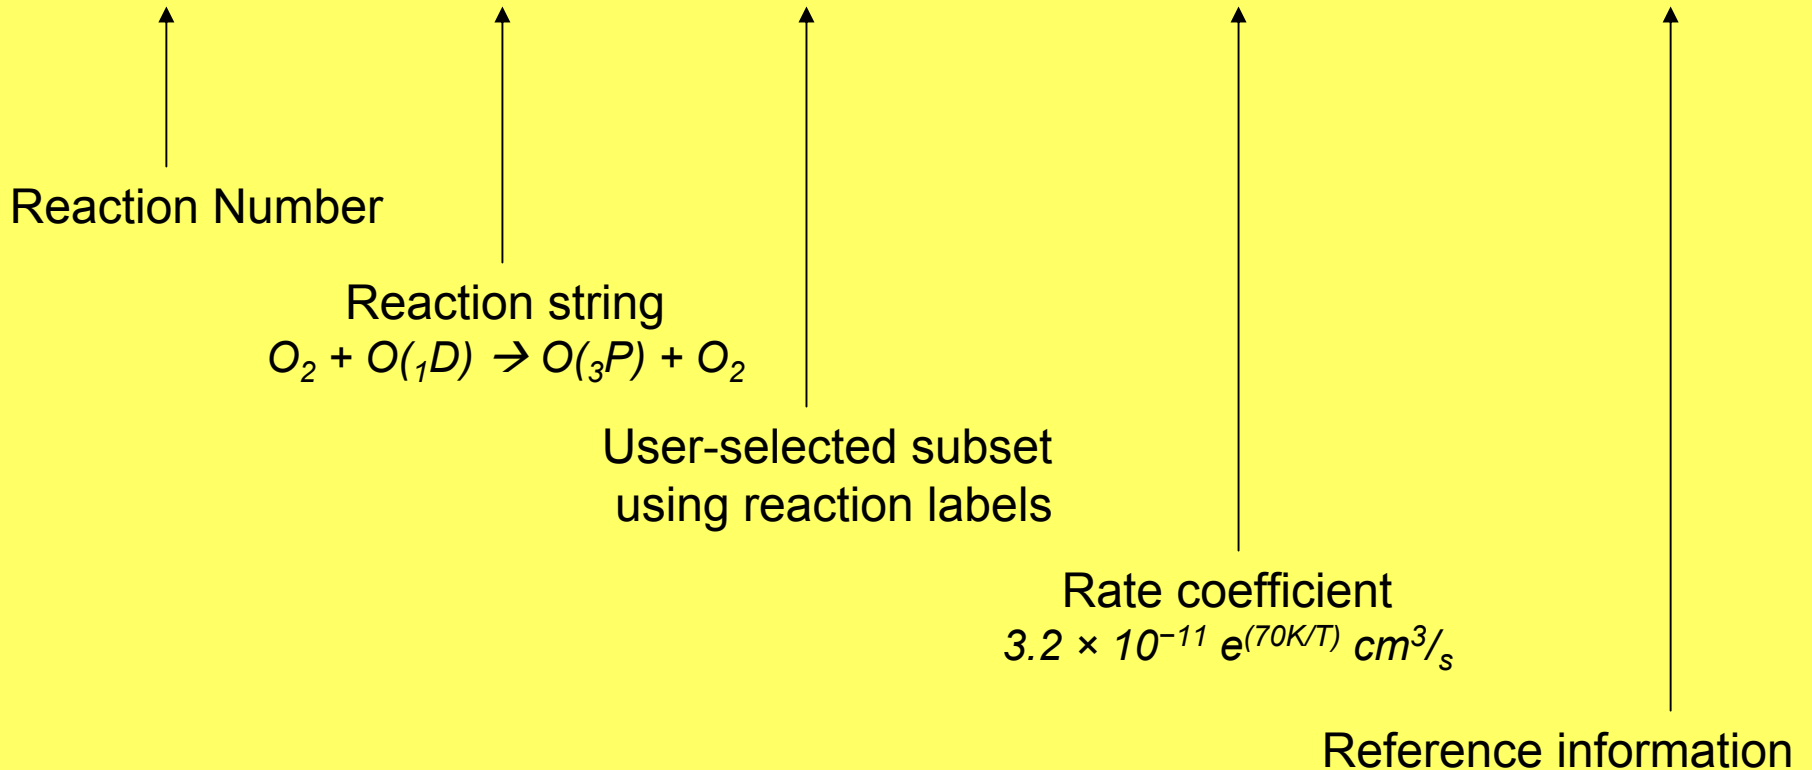 Reaction Number
Reaction string
O₂ + O(₁D) → O(₃P) + O₂
User-selected subset
using reaction labels
Rate coefficient
3.2 × 10⁻¹¹ e⁽⁷⁰ᴷ/ᵀ⁾ cm³/ₛ
Reference information